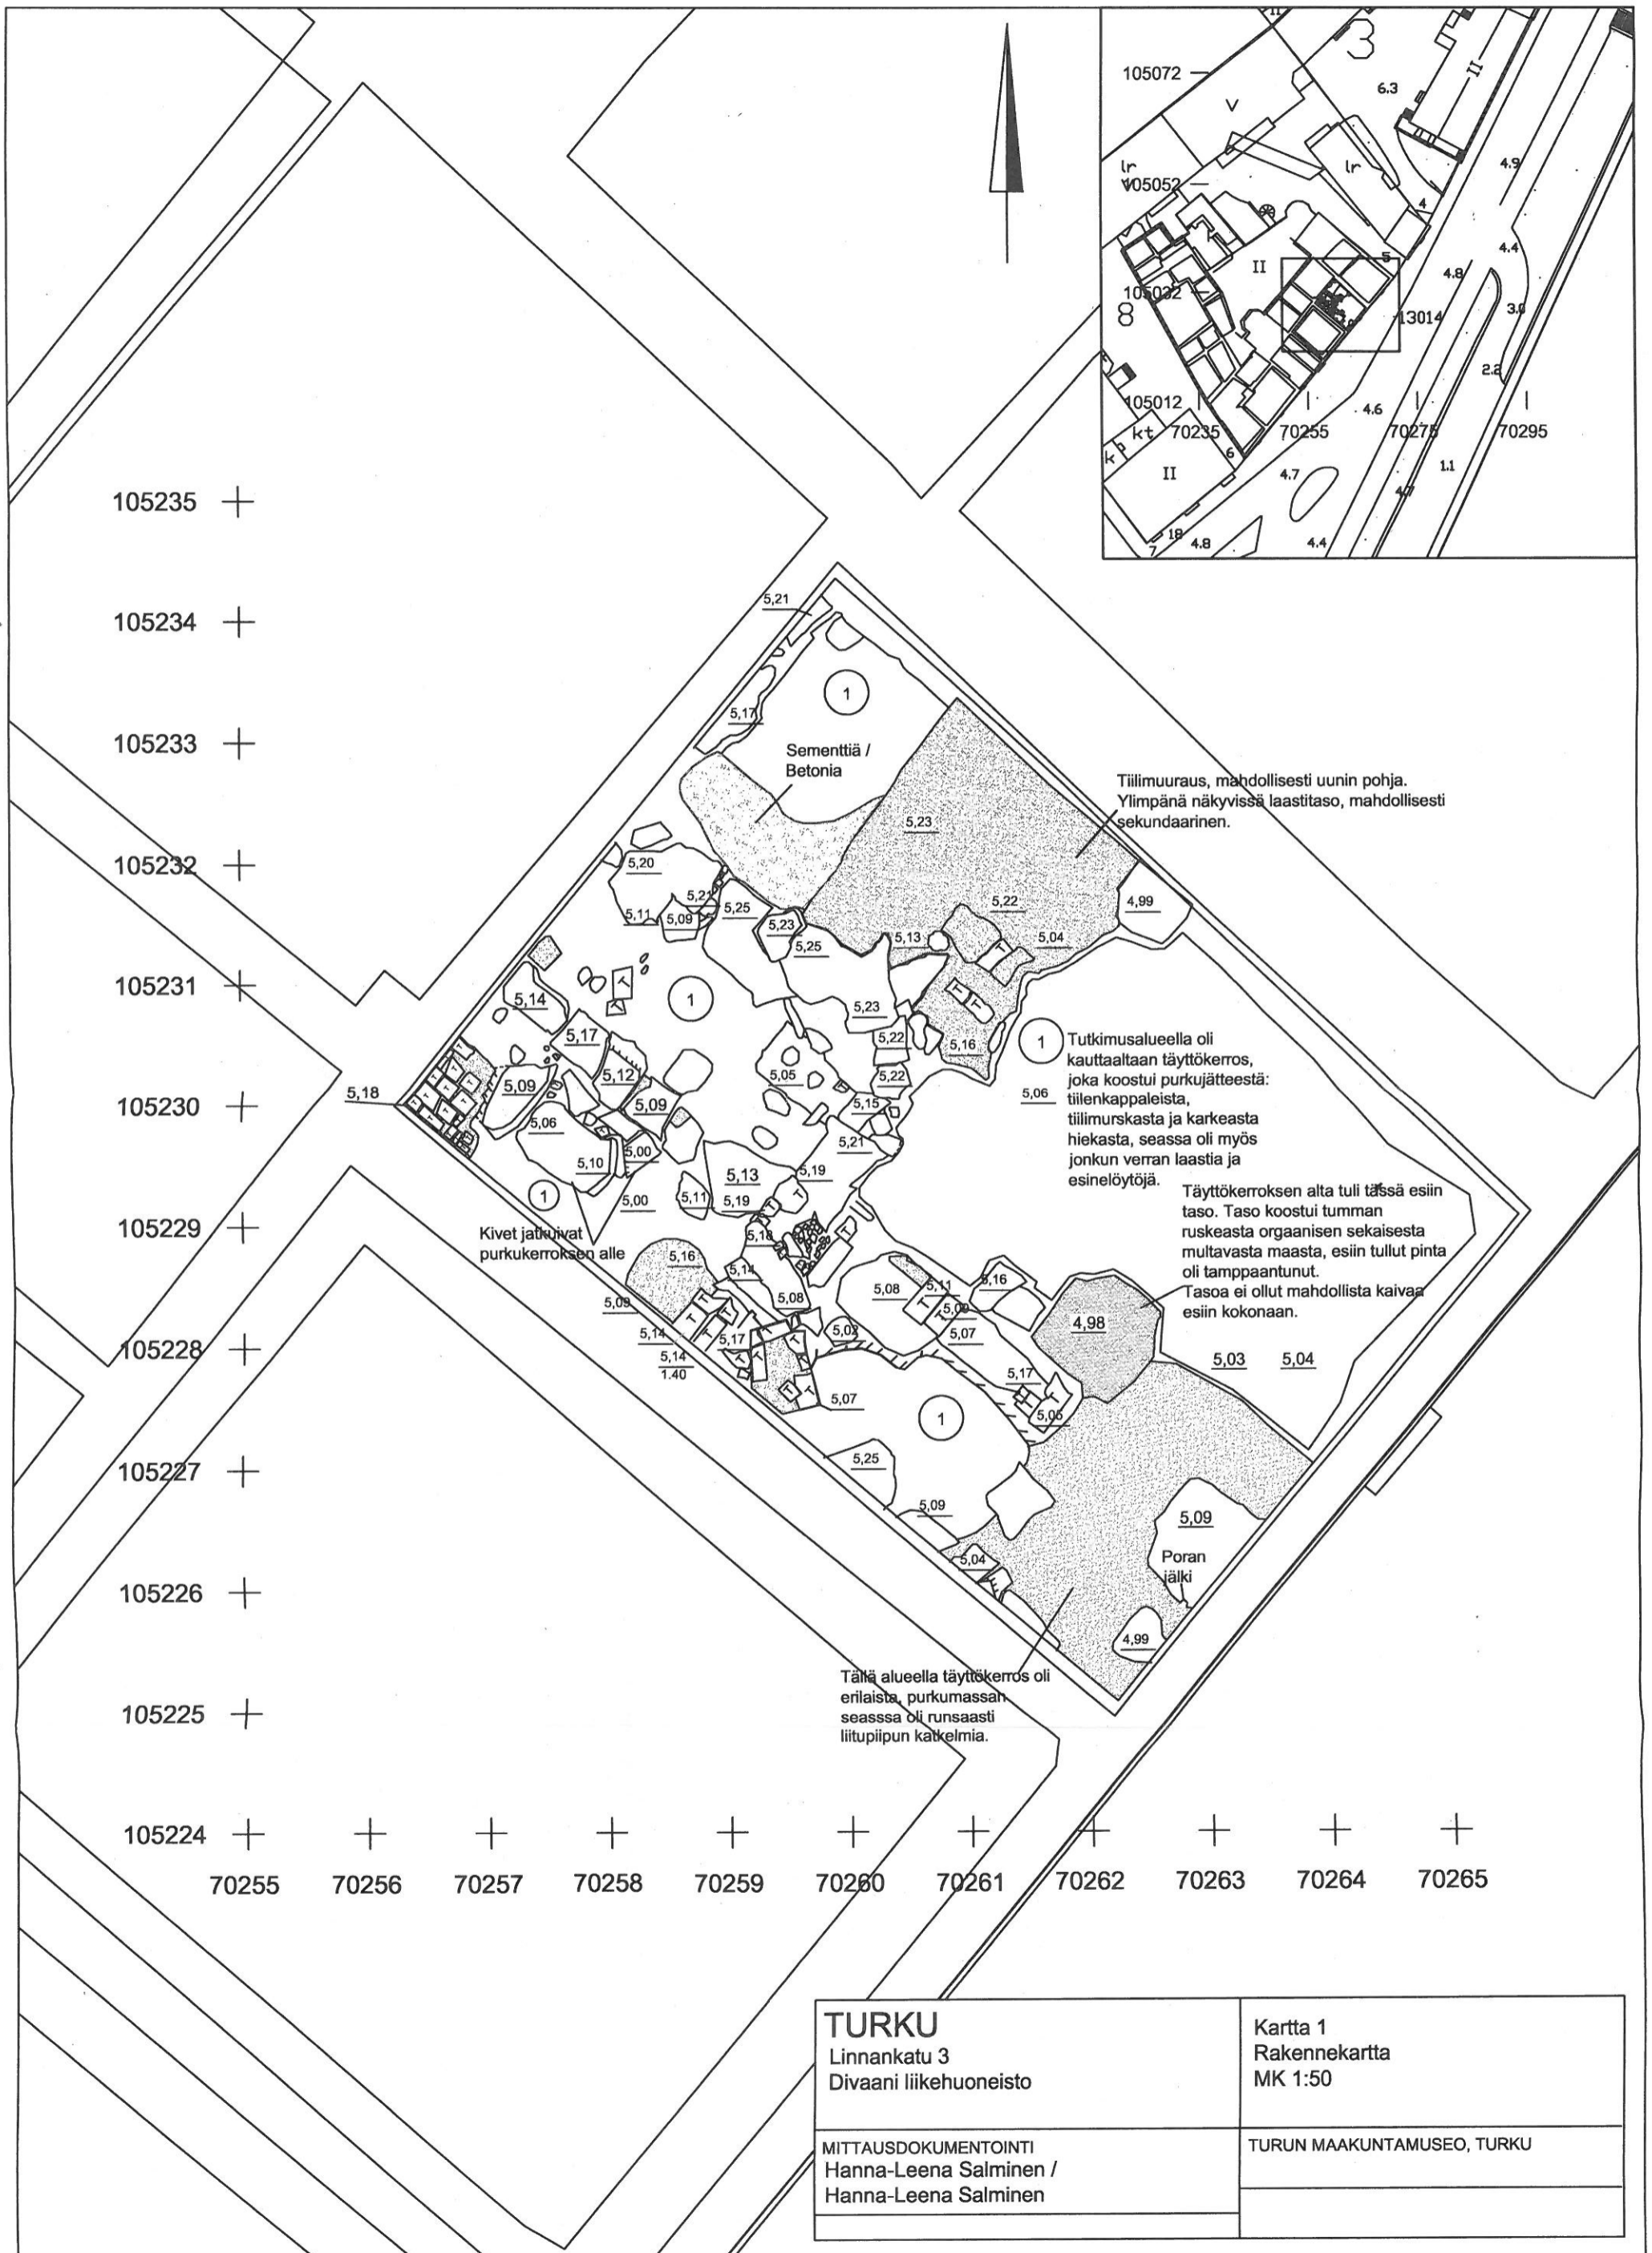 3
105072
6.3
II
V
lr
4.9
lr
V
105052
4
4.4
5
II
4.8
105032
8
3.0
13014
2.2
105012
4.6
kt
70235
70255
70275
70295
k
6
II
4.7
1.1
4.7
18
4.8
4.4
7
105235
105234
5,21
1
105233
5,17
Sementtiä /
Betonia
Tiilimuuraus, mahdollisesti uunin pohja.
Ylimpänä näkyvissä laastitaso, mahdollisesti
sekundaarinen.
5,23
105232
5,20
5,21
5,25
5,22
4,99
5,11
5,09
5,23
5,13
5,04
5,25
T
105231
5,14
T
1
T
T
5,23
5,17
5,22
5,16
1
Tutkimusalueella oli
kauttaaltaan täyttökerros,
joka koostui purkujätteestä:
tiilenkappaleista,
tiilimurskasta ja karkeasta
hiekasta, seassa oli myös
jonkun verran laastia ja
esinelöytöjä.
5,06
5,12
5,05
5,22
5,09
5,18
105230
5,09
5,15
5,06
5,21
5,00
5,10
5,13
5,19
1
5,00
5,11
5,19
T
Täyttökerroksen alta tuli tässä esiin
taso. Taso koostui tumman
ruskeasta orgaanisen sekaisesta
multavasta maasta, esiin tullut pinta
oli tamppaantunut.
Tasoa ei ollut mahdollista kaivaa
esiin kokonaan.
105229
Kivet jatkuivat
purkukerroksen alle
5,18
T
5,16
5,14
5,08
5,11
5,16
5,09
5,08
T
T
5,09
4,98
5,14
5,17
5,02
5,07
105228
5,14
1.40
5,03
5,04
5,17
T
5,07
5,05
1
105227
5,25
5,09
5,09
5,04
Poran
jälki
105226
4,99
Tällä alueella täyttökerros oli
erilaista, purkumassan
seasssa oli runsaasti
liitupiipun katkelmia.
105225
105224
70255
70256
70257
70258
70259
70260
70261
70262
70263
70264
70265
TURKU
Linnankatu 3
Divaani liikehuoneisto
Kartta 1
Rakennekartta
MK 1:50
MITTAUSDOKUMENTOINTI
Hanna-Leena Salminen /
Hanna-Leena Salminen
TURUN MAAKUNTAMUSEO, TURKU